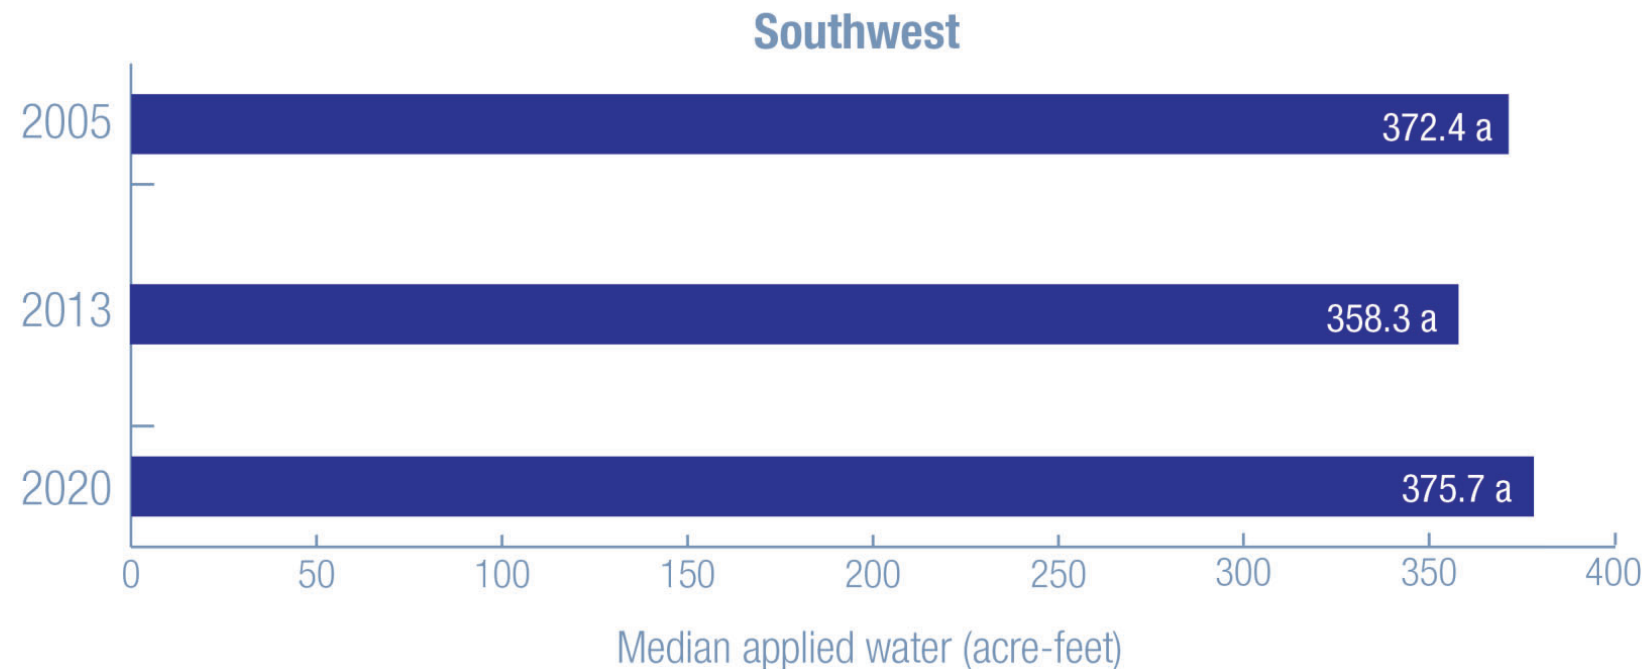 Southwest
2005
372.4 a
2013
358.3 a
2020
375.7 a
0 50 100 150 200 250 300 350 400
Median applied water (acre-feet)